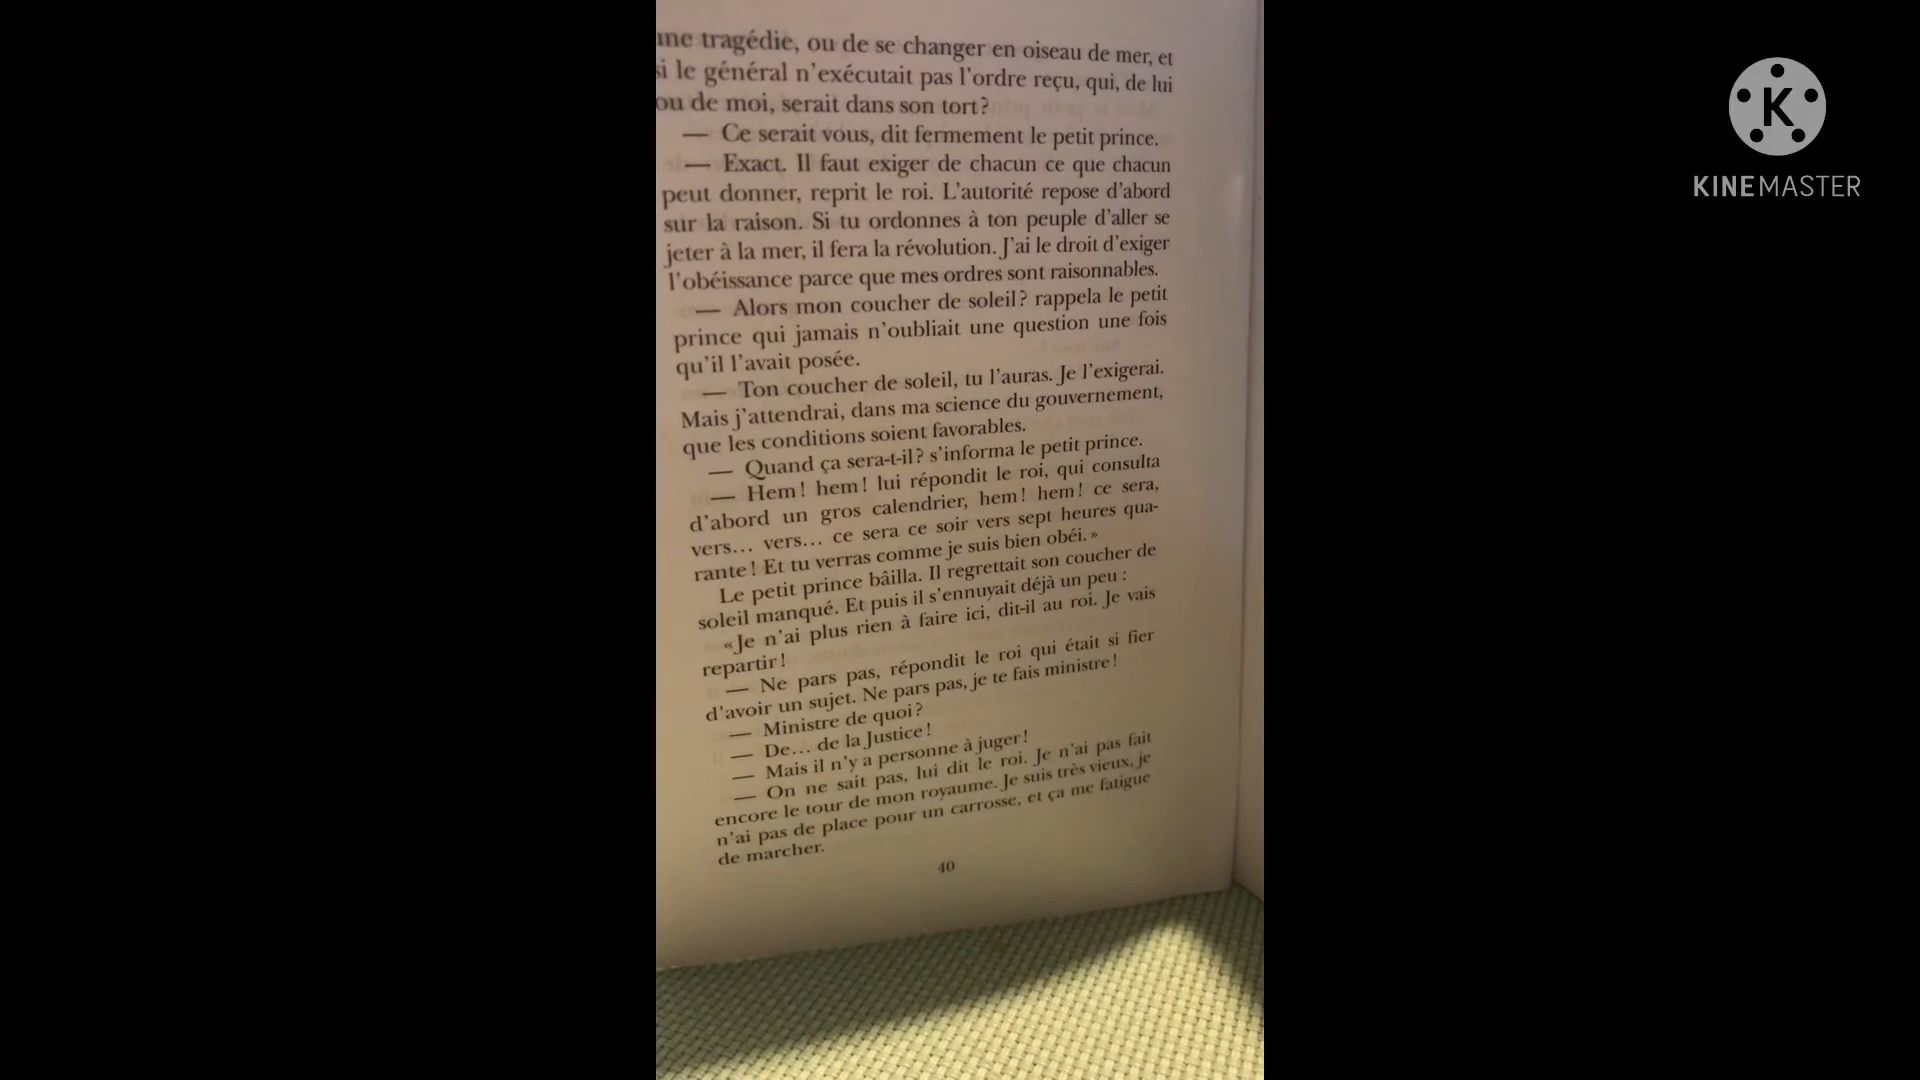 une tragédie, ou de se changer en oiseau de mer, et
si le général n'exécutait pas l'ordre reçu, qui, de lui
ou de moi, serait dans son tort?
— Ce serait vous, dit fermement le petit prince.
— Exact. Il faut exiger de chacun ce que chacun
peut donner, reprit le roi. L'autorité repose d'abord
sur la raison. Si tu ordonnes à ton peuple d'aller se
jeter à la mer, il fera la révolution. J'ai le droit d'exiger
l'obéissance parce que mes ordres sont raisonnables.
— Alors mon coucher de soleil? rappela le petit
prince qui jamais n'oubliait une question une fois
qu'il l'avait posée.
— Ton coucher de soleil, tu l'auras. Je l'exigerai.
Mais j'attendrai, dans ma science du gouvernement,
que les conditions soient favorables.
— Quand ça sera-t-il? s'informa le petit prince.
— Hem! hem! lui répondit le roi, qui consulta
d'abord un gros calendrier, hem! hem! ce sera,
vers... vers... ce sera ce soir vers sept heures qua-
rante! Et tu verras comme je suis bien obéi.»
Le petit prince bâilla. Il regrettait son coucher de
soleil manqué. Et puis il s'ennuyait déjà un peu :
«Je n'ai plus rien à faire ici, dit-il au roi. Je vais
repartir!
— Ne pars pas, répondit le roi qui était si fier
d'avoir un sujet. Ne pars pas, je te fais ministre!
— Ministre de quoi?
— De... de la Justice!
— Mais il n'y a personne à juger!
— On ne sait pas, lui dit le roi. Je n'ai pas fait
encore le tour de mon royaume. Je suis très vieux, je
n'ai pas de place pour un carrosse, et ça me fatigue
de marcher.
40
K
KINEMASTER